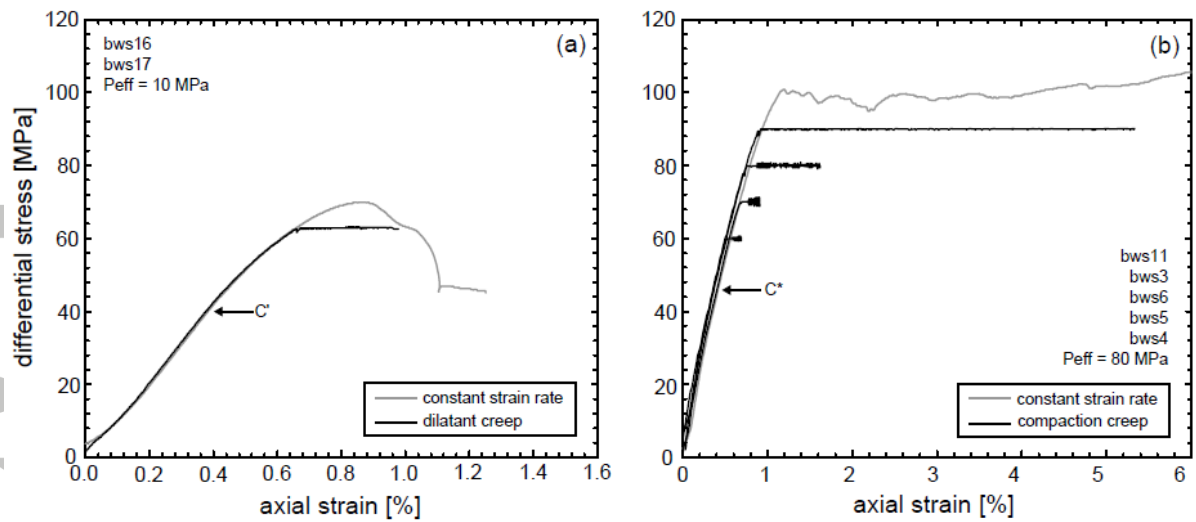 120
100
80
60
40
20
0
differential stress [MPa]
bws16
bws17
Peff = 10 MPa
(a)
C'
constant strain rate
dilatant creep
0.0 0.2 0.4 0.6 0.8 1.0 1.2 1.4 1.6
axial strain [%]
120
100
80
60
40
20
0
(b)
C*
bws11
bws3
bws6
bws5
bws4
Peff = 80 MPa
constant strain rate
compaction creep
0 1 2 3 4 5 6
axial strain [%]